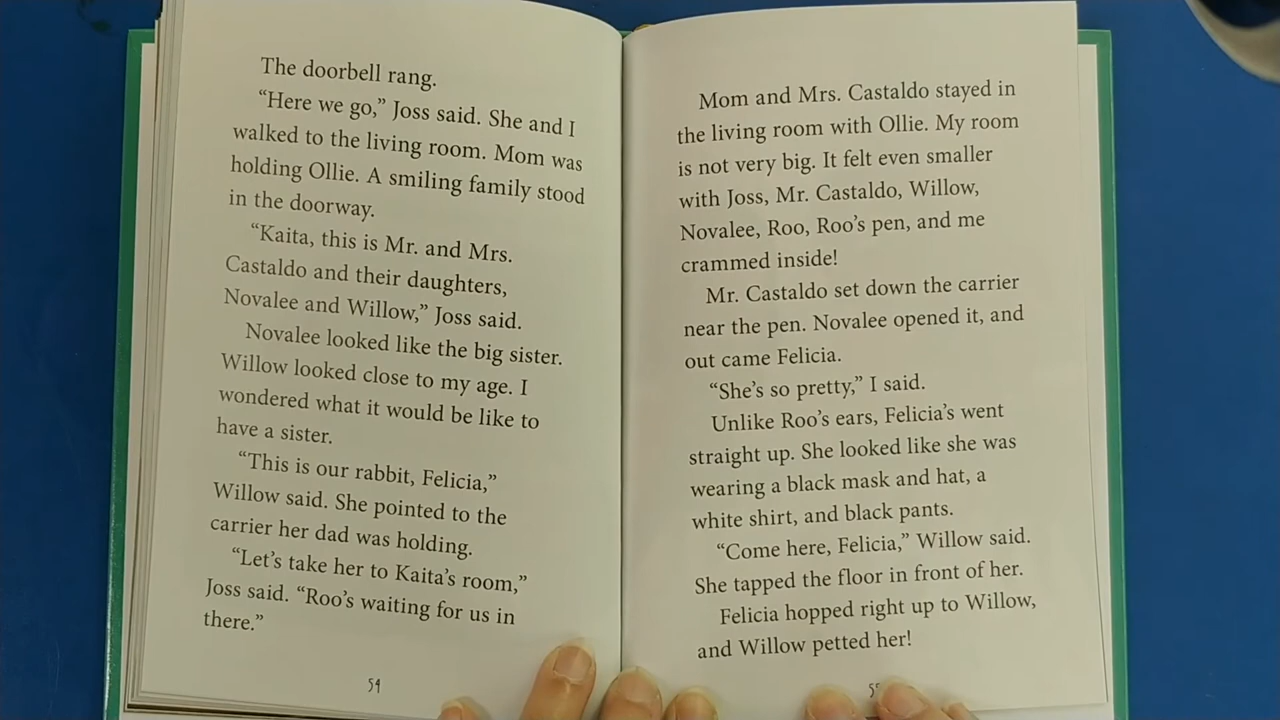 The doorbell rang.
“Here we go,” Joss said. She and I
walked to the living room. Mom was
holding Ollie. A smiling family stood
in the doorway.
“Kaita, this is Mr. and Mrs.
Castaldo and their daughters,
Novalee and Willow,” Joss said.
Novalee looked like the big sister.
Willow looked close to my age. I
wondered what it would be like to
have a sister.
“This is our rabbit, Felicia,”
Willow said. She pointed to the
carrier her dad was holding.
“Let’s take her to Kaita’s room,”
Joss said. “Roo’s waiting for us in
there.”
54
Mom and Mrs. Castaldo stayed in
the living room with Ollie. My room
is not very big. It felt even smaller
with Joss, Mr. Castaldo, Willow,
Novalee, Roo, Roo’s pen, and me
crammed inside!
Mr. Castaldo set down the carrier
near the pen. Novalee opened it, and
out came Felicia.
“She’s so pretty,” I said.
Unlike Roo’s ears, Felicia’s went
straight up. She looked like she was
wearing a black mask and hat, a
white shirt, and black pants.
“Come here, Felicia,” Willow said.
She tapped the floor in front of her.
Felicia hopped right up to Willow,
and Willow petted her!